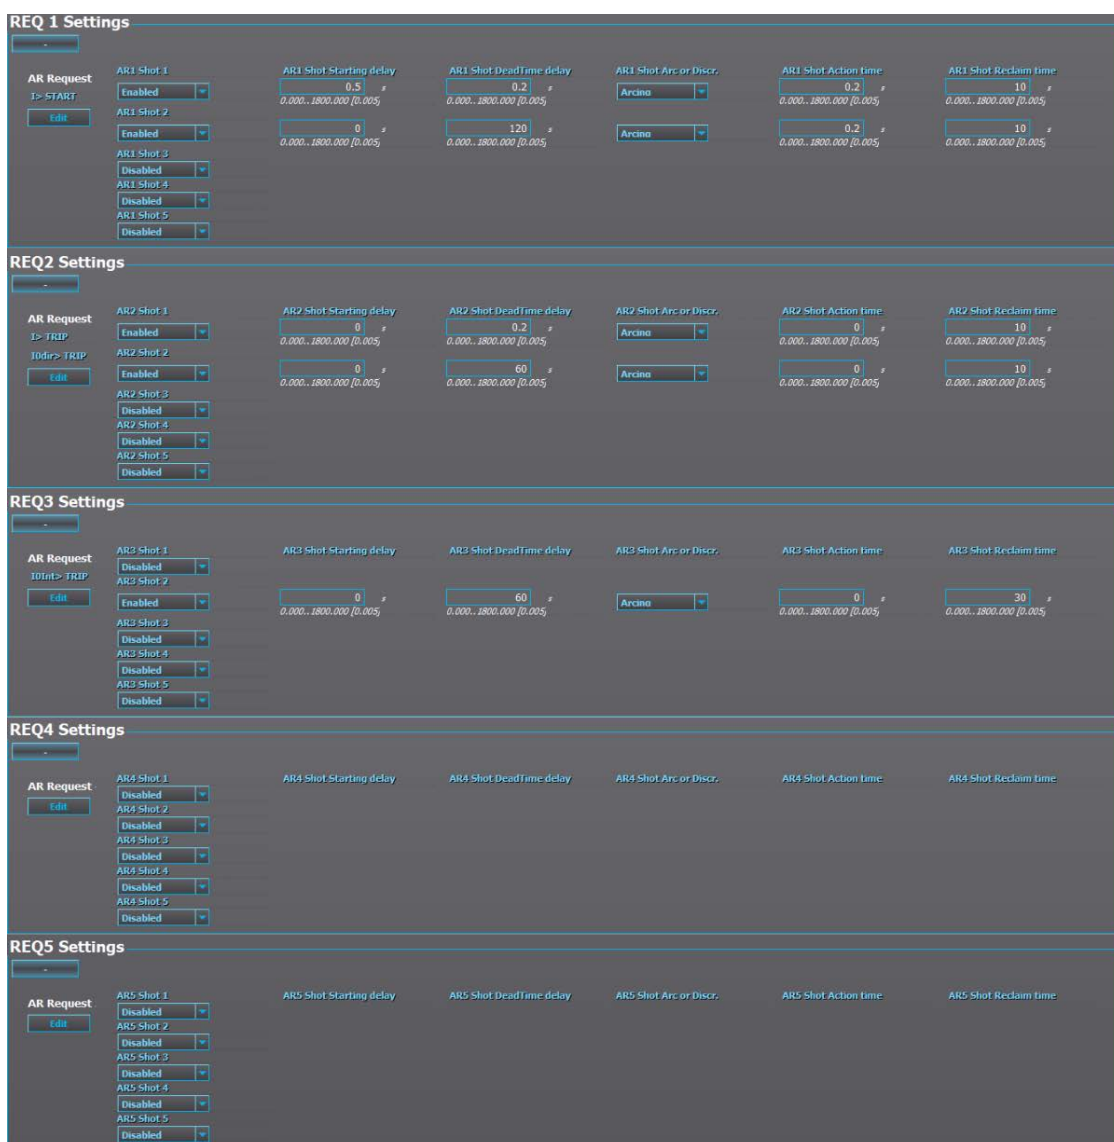 REQ 1 Settings
-
AR Request
I> START
Edit
AR1 Shot 1 AR1 Shot Starting delay AR1 Shot DeadTime delay AR1 Shot Arc or Discr. AR1 Shot Action time AR1 Shot Reclaim time
Enabled 0.5 s 0.2 s Arcing 0.2 s 10 s
0.000..1800.000 [0.005] 0.000..1800.000 [0.005] 0.000..1800.000 [0.005] 0.000..1800.000 [0.005]
AR1 Shot 2
Enabled 0 s 120 s Arcing 0.2 s 10 s
0.000..1800.000 [0.005] 0.000..1800.000 [0.005] 0.000..1800.000 [0.005] 0.000..1800.000 [0.005]
AR1 Shot 3
Disabled
AR1 Shot 4
Disabled
AR1 Shot 5
Disabled
REQ2 Settings
-
AR Request
I> TRIP
I0dir> TRIP
Edit
AR2 Shot 1 AR2 Shot Starting delay AR2 Shot DeadTime delay AR2 Shot Arc or Discr. AR2 Shot Action time AR2 Shot Reclaim time
Enabled 0 s 0.2 s Arcing 0 s 10 s
0.000..1800.000 [0.005] 0.000..1800.000 [0.005] 0.000..1800.000 [0.005] 0.000..1800.000 [0.005]
AR2 Shot 2
Enabled 0 s 60 s Arcing 0 s 10 s
0.000..1800.000 [0.005] 0.000..1800.000 [0.005] 0.000..1800.000 [0.005] 0.000..1800.000 [0.005]
AR2 Shot 3
Disabled
AR2 Shot 4
Disabled
AR2 Shot 5
Disabled
REQ3 Settings
-
AR Request
I0Int> TRIP
Edit
AR3 Shot 1 AR3 Shot Starting delay AR3 Shot DeadTime delay AR3 Shot Arc or Discr. AR3 Shot Action time AR3 Shot Reclaim time
Disabled
AR3 Shot 2
Enabled 0 s 60 s Arcing 0 s 30 s
0.000..1800.000 [0.005] 0.000..1800.000 [0.005] 0.000..1800.000 [0.005] 0.000..1800.000 [0.005]
AR3 Shot 3
Disabled
AR3 Shot 4
Disabled
AR3 Shot 5
Disabled
REQ4 Settings
-
AR Request
Edit
AR4 Shot 1 AR4 Shot Starting delay AR4 Shot DeadTime delay AR4 Shot Arc or Discr. AR4 Shot Action time AR4 Shot Reclaim time
Disabled
AR4 Shot 2
Disabled
AR4 Shot 3
Disabled
AR4 Shot 4
Disabled
AR4 Shot 5
Disabled
REQ5 Settings
-
AR Request
Edit
AR5 Shot 1 AR5 Shot Starting delay AR5 Shot DeadTime delay AR5 Shot Arc or Discr. AR5 Shot Action time AR5 Shot Reclaim time
Disabled
AR5 Shot 2
Disabled
AR5 Shot 3
Disabled
AR5 Shot 4
Disabled
AR5 Shot 5
Disabled